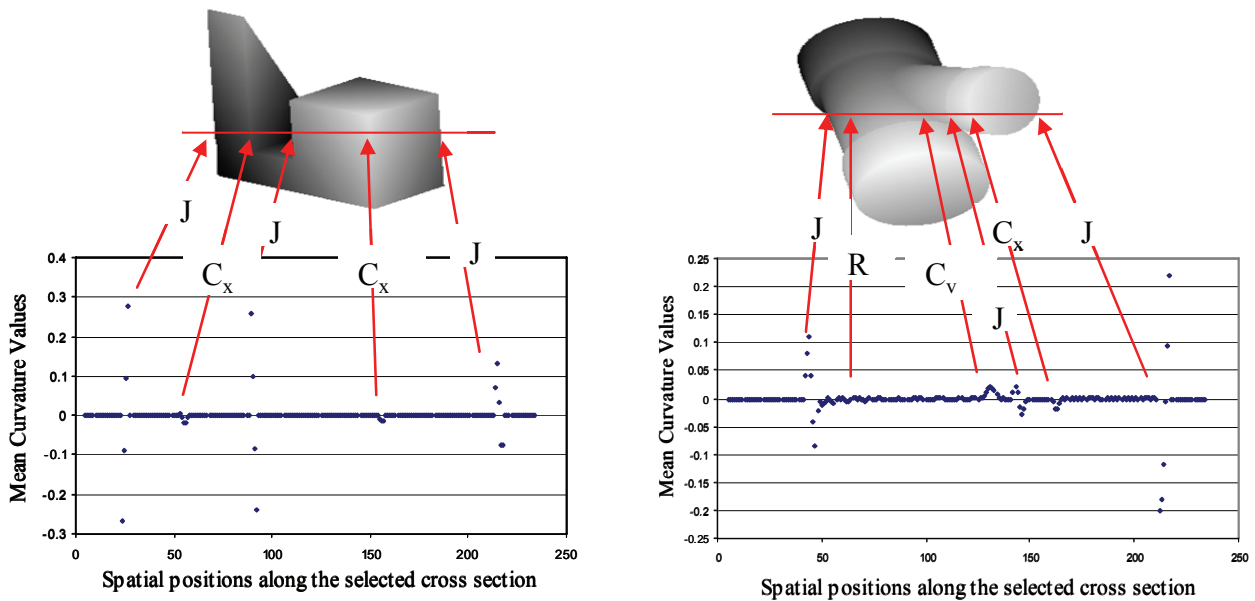 J
J
J
Cx
Cx
0.4
0.3
0.2
0.1
0
-0.1
-0.2
-0.3
Mean Curvature Values
0
50
100
150
200
250
Spatial positions along the selected cross section
J
R
Cv
J
Cx
J
0.25
0.2
0.15
0.1
0.05
0
-0.05
-0.1
-0.15
-0.2
-0.25
Mean Curvature Values
0
50
100
150
200
250
Spatial positions along the selected cross section